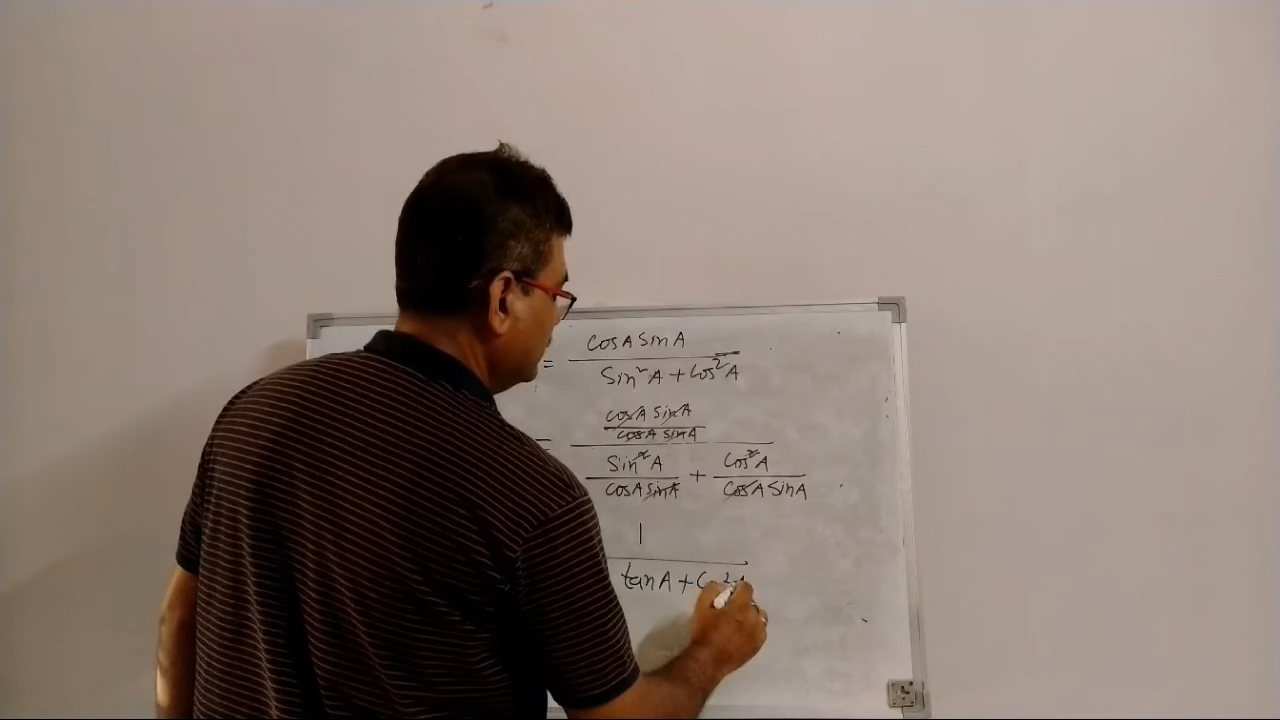 = cosA sinA
sin²A + cos²A
= cosA sinA
cosA sinA
sin²A + cos²A
cosA sinA cosA sinA
1
tanA +